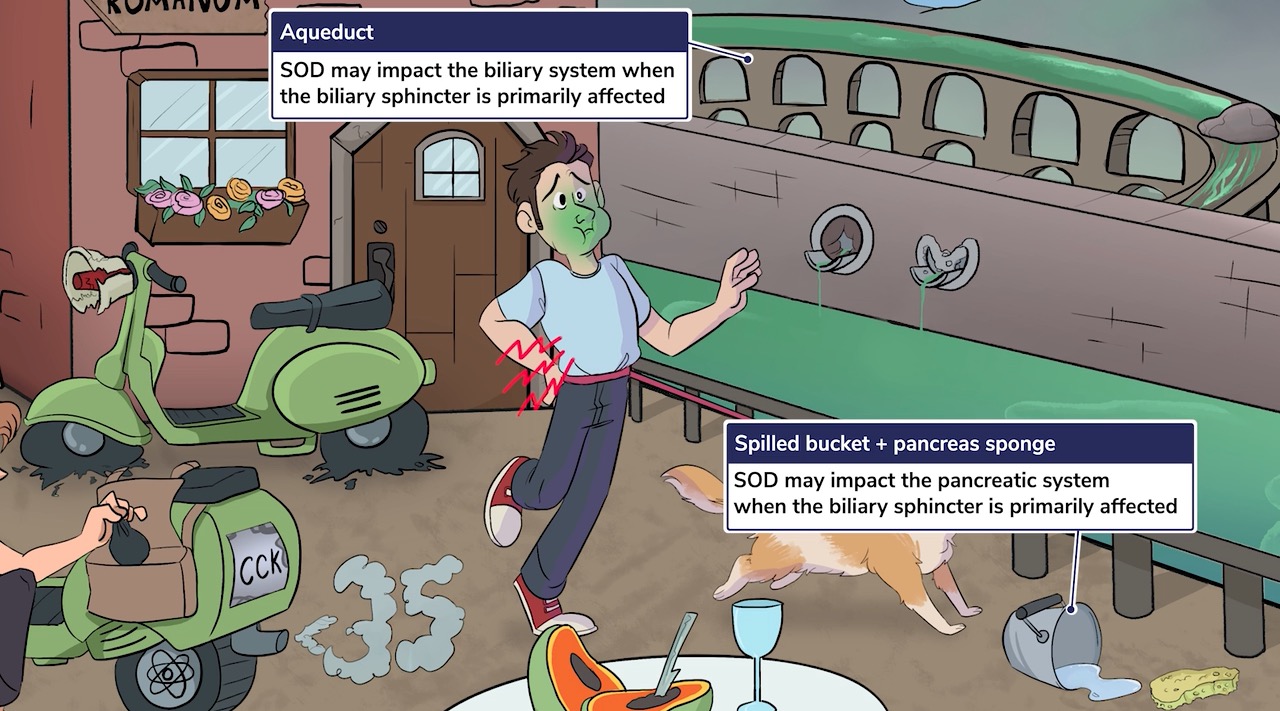 ROMANUM
Aqueduct
SOD may impact the biliary system when
the biliary sphincter is primarily affected
Spilled bucket + pancreas sponge
SOD may impact the pancreatic system
when the biliary sphincter is primarily affected
CCK
35